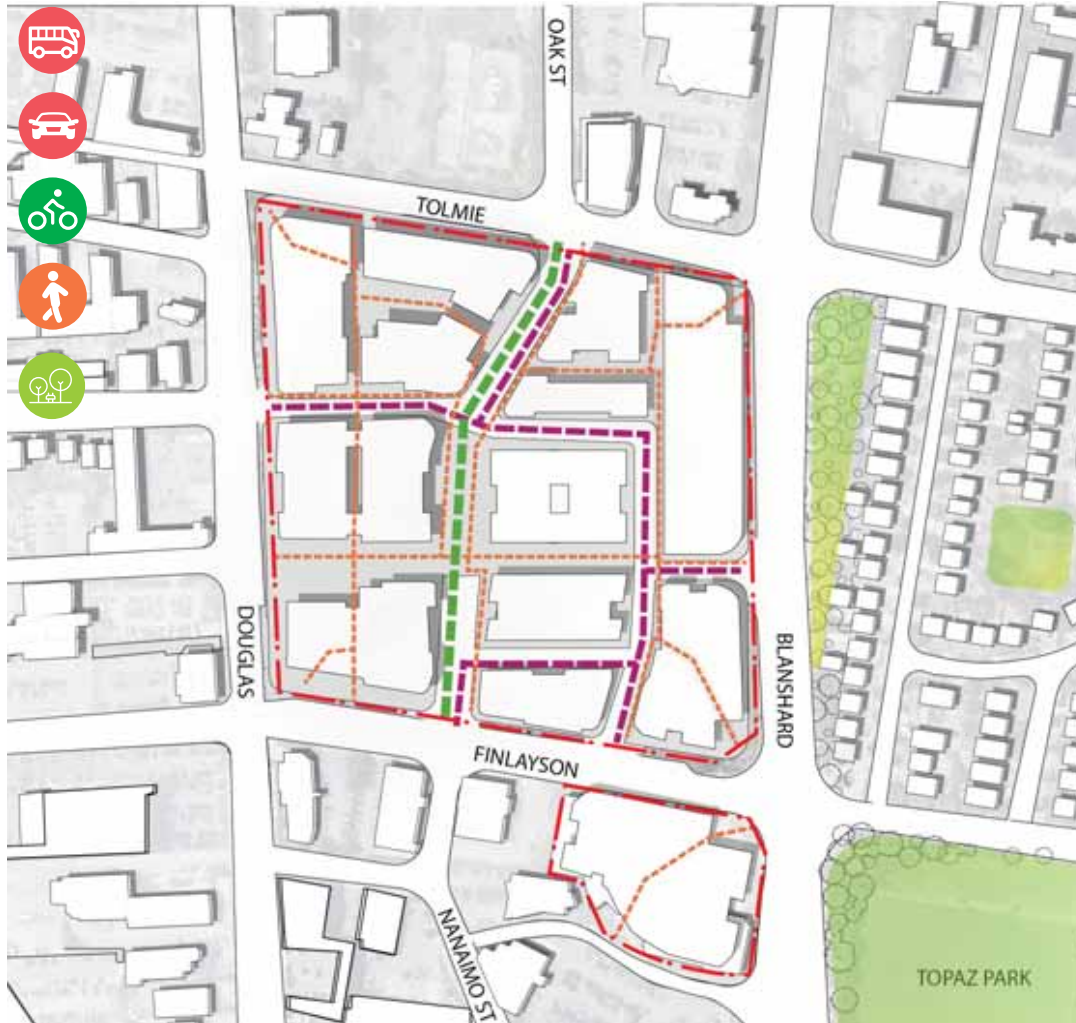 OAK ST
TOLMIE
DOUGLAS
BLANSHARD
FINLAYSON
NANAIMO ST
TOPAZ PARK